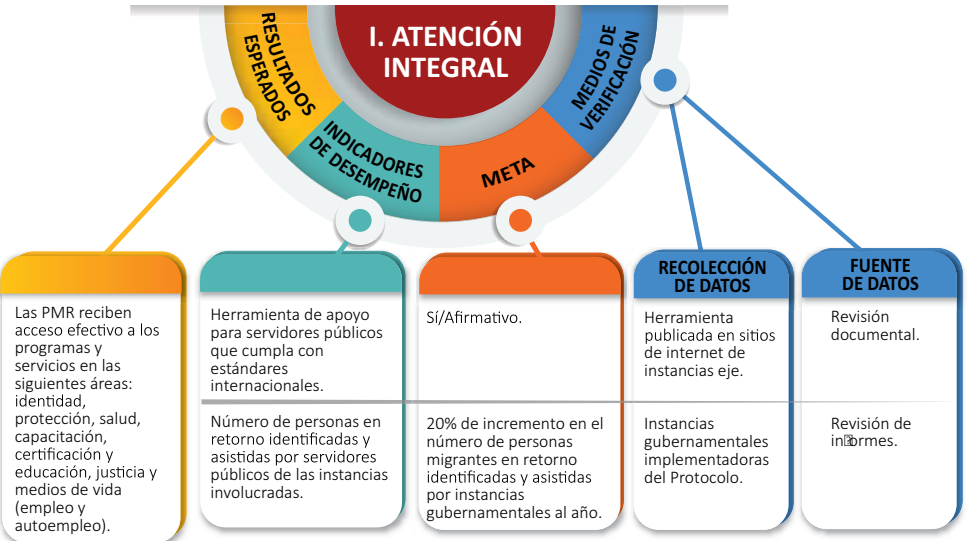 I. ATENCIÓN
INTEGRAL
RESULTADOS
ESPERADOS
INDICADORES
DE DESEMPEÑO
META
MEDIOS DE
VERIFICACIÓN
Las PMR reciben
acceso efectivo a los
programas y
servicios en las
siguientes áreas:
identidad,
protección, salud,
capacitación,
certificación y
educación, justicia y
medios de vida
(empleo y
autoempleo).
Herramienta de apoyo
para servidores públicos
que cumpla con
estándares
internacionales.
Número de personas en
retorno identificadas y
asistidas por servidores
públicos de las instancias
involucradas.
Sí/Afirmativo.
20% de incremento en el
número de personas
migrantes en retorno
identificadas y asistidas
por instancias
gubernamentales al año.
RECOLECCIÓN
DE DATOS
Herramienta
publicada en sitios
de internet de
instancias eje.
Instancias
gubernamentales
implementadoras
del Protocolo.
FUENTE
DE DATOS
Revisión
documental.
Revisión de